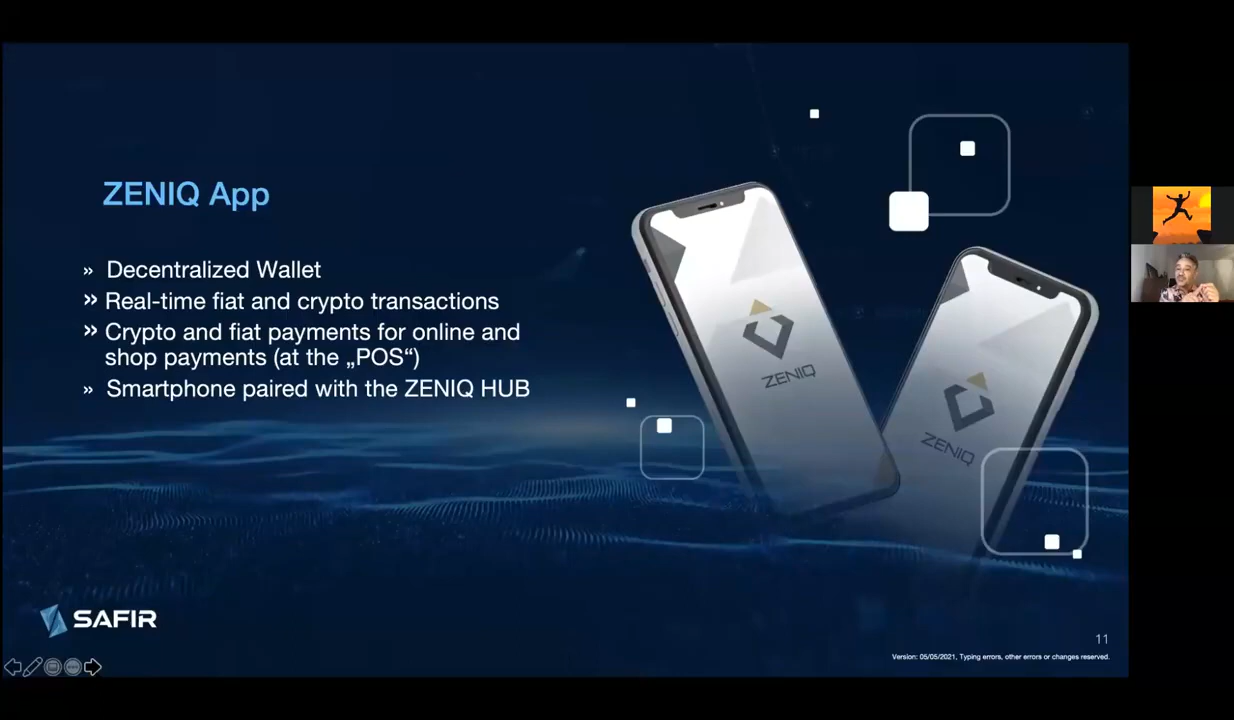 ZENIQ App
» Decentralized Wallet
» Real-time fiat and crypto transactions
» Crypto and fiat payments for online and
shop payments (at the „POS“)
» Smartphone paired with the ZENIQ HUB
ZENIQ
ZENIQ
SAFIR
11
Version: 05/05/2021, Typing errors, other errors or changes reserved.